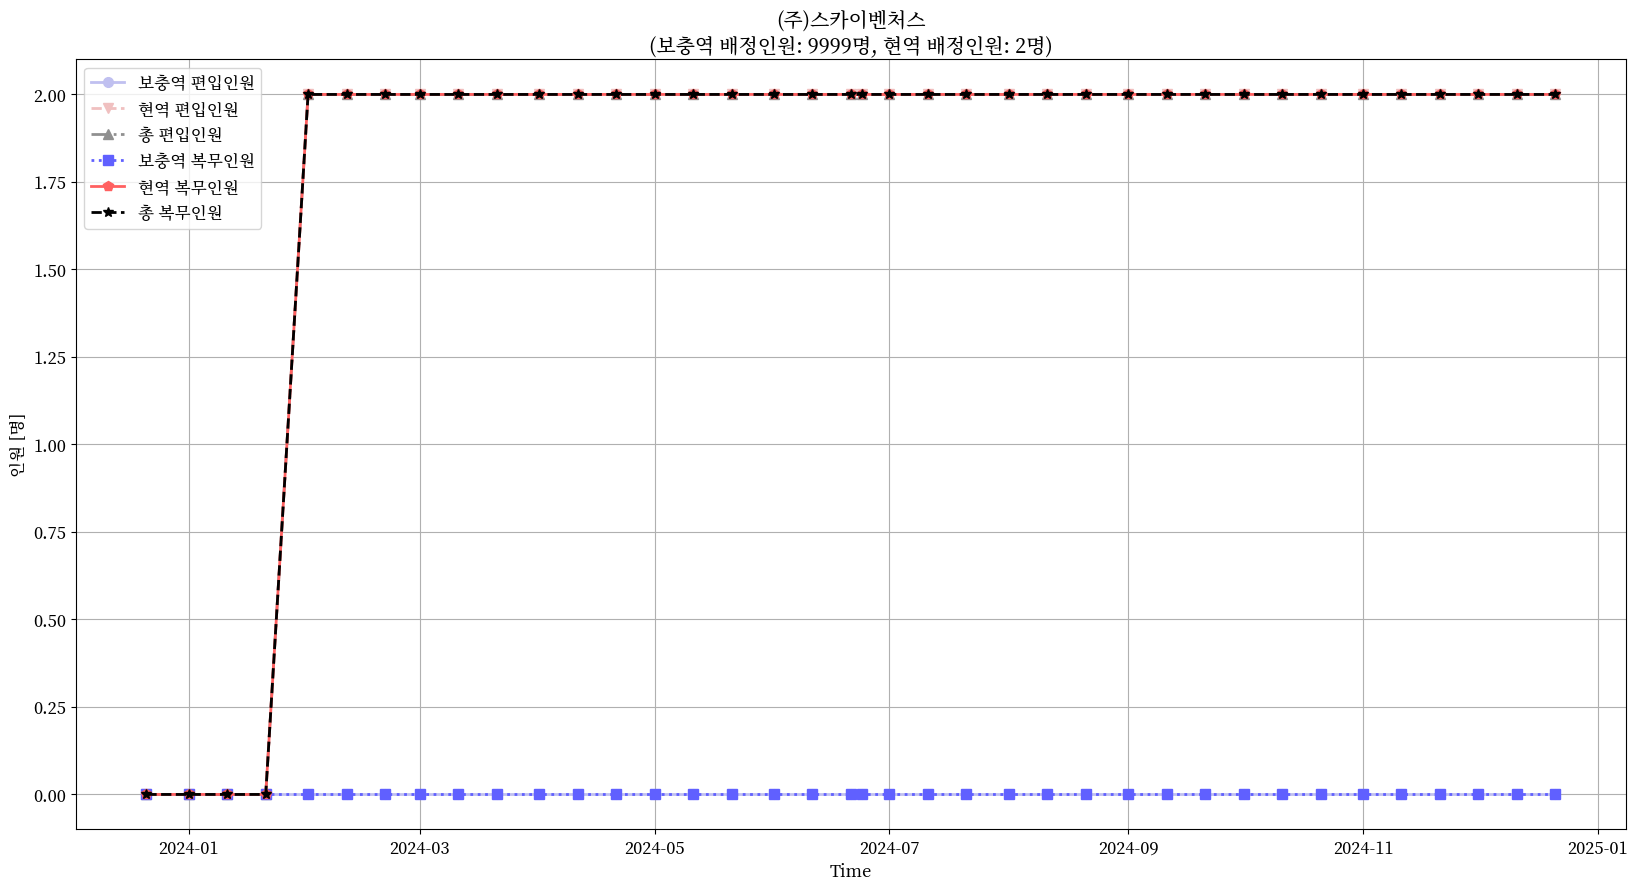 (주)스카이벤처스
(보충역 배정인원: 9999명, 현역 배정인원: 2명)
보충역 편입인원
현역 편입인원
총 편입인원
보충역 복무인원
현역 복무인원
총 복무인원
2.00
1.75
1.50
1.25
1.00
0.75
0.50
0.25
0.00
인원 [명]
2024-01
2024-03
2024-05
2024-07
2024-09
2024-11
2025-01
Time